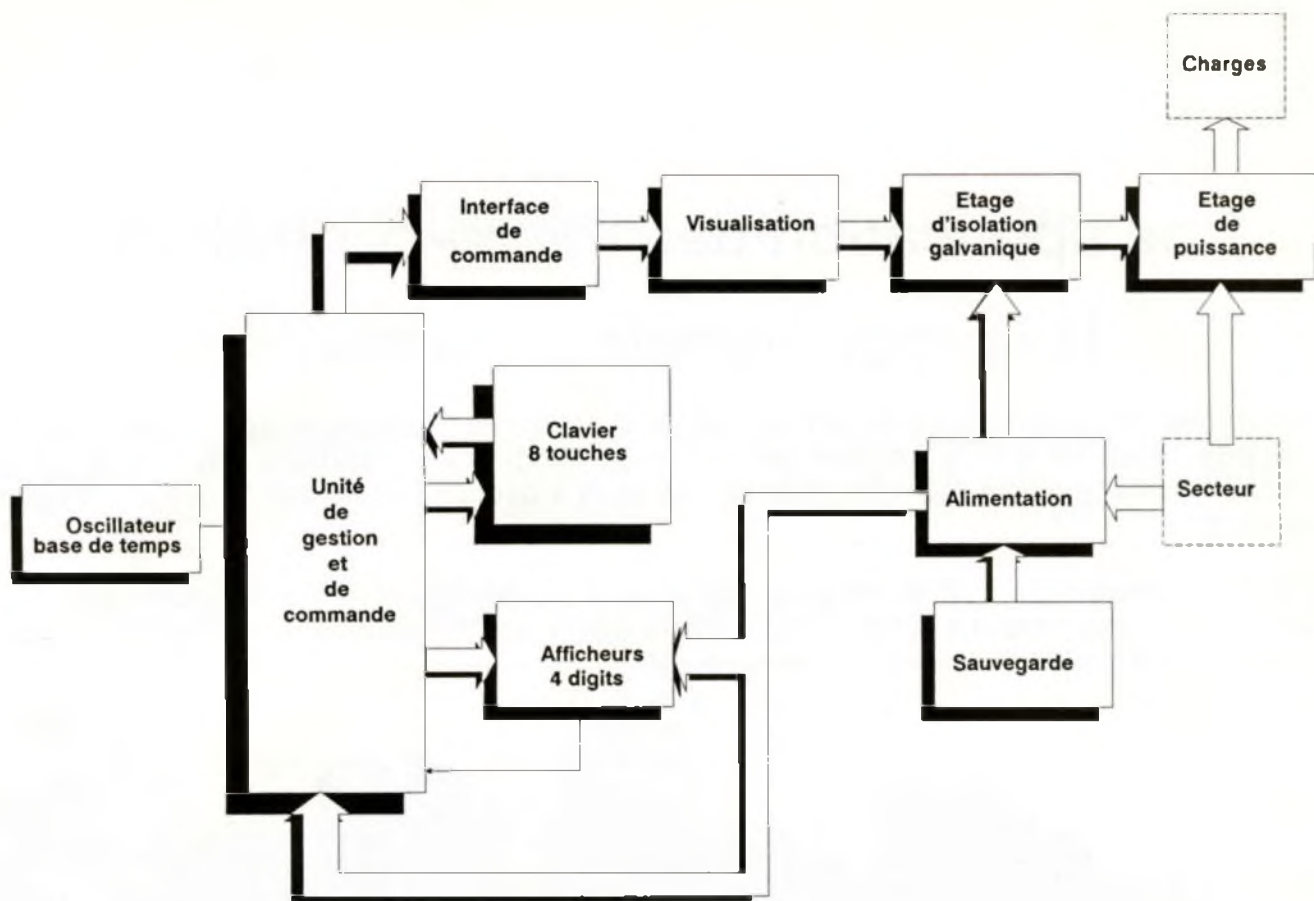 Charges
Interface
de
commande
Visualisation
Etage
d'isolation
galvanique
Etage
de
puissance
Clavier
8 touches
Unité
de
gestion
et
de
commande
Oscillateur
base de temps
Alimentation
Secteur
Afficheurs
4 digits
Sauvegarde